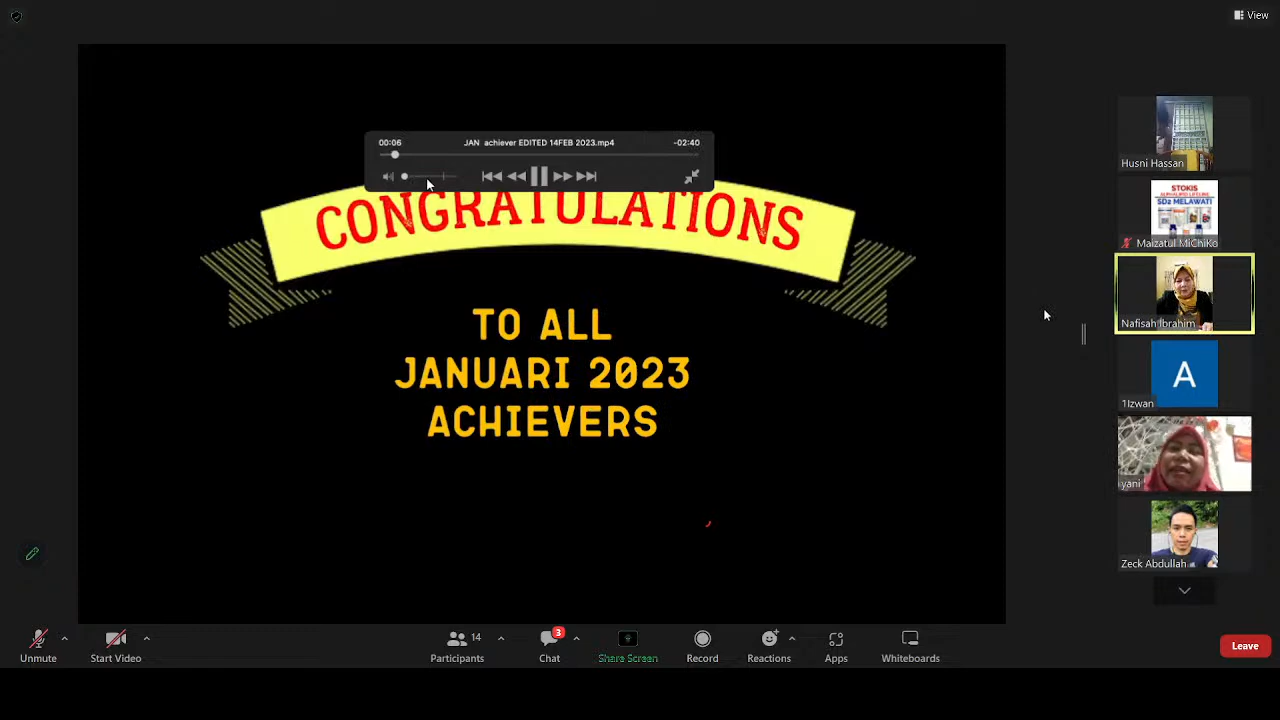 View
00:06 JAN achiever EDITED 14FEB 2023.mp4 -02:40
CONGRATULATIONS
TO ALL
JANUARI 2023
ACHIEVERS
Husni Hassan
STOKIS
ALPHALIPID LIFELINE
SD2 MELAWATI
Maizatul MiChiKo
Nafisah Ibrahim
A
1Izwan
yani
Zeck Abdullah
Unmute
Start Video
Participants 14
Chat 3
Share Screen
Record
Reactions
Apps
Whiteboards
Leave